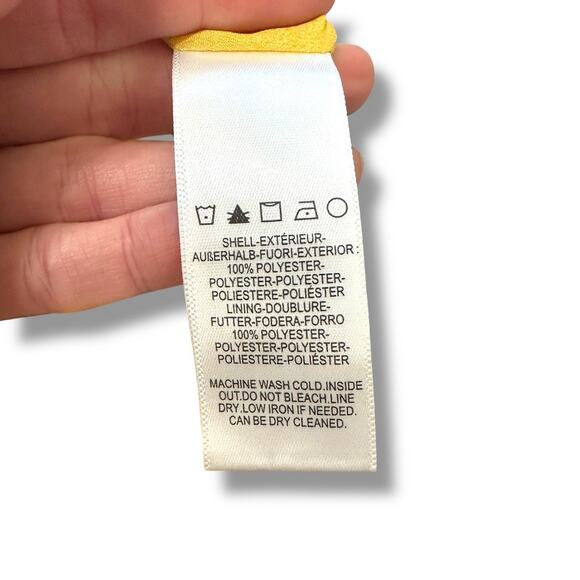 SHELL-EXTÉRIEUR-
AUßERHALB-FUORI-EXTERIOR :
100% POLYESTER-
POLYESTER-POLYESTER-
POLIESTERE-POLIÉSTER
LINING-DOUBLURE-
FUTTER-FODERA-FORRO
100% POLYESTER-
POLYESTER-POLYESTER-
POLIESTERE-POLIÉSTER
MACHINE WASH COLD.INSIDE
OUT.DO NOT BLEACH.LINE
DRY.LOW IRON IF NEEDED.
CAN BE DRY CLEANED.